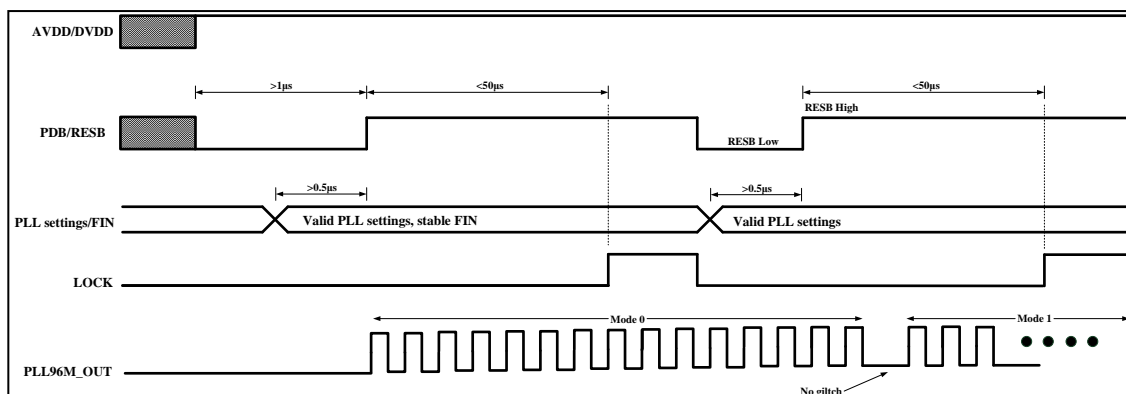 AVDD/DVDD
>1µs
<50µs
<50µs
RESB High
PDB/RESB
RESB Low
>0.5µs
>0.5µs
PLL settings/FIN
Valid PLL settings, stable FIN
Valid PLL settings
LOCK
Mode 0
Mode 1
PLL96M_OUT
No giltch